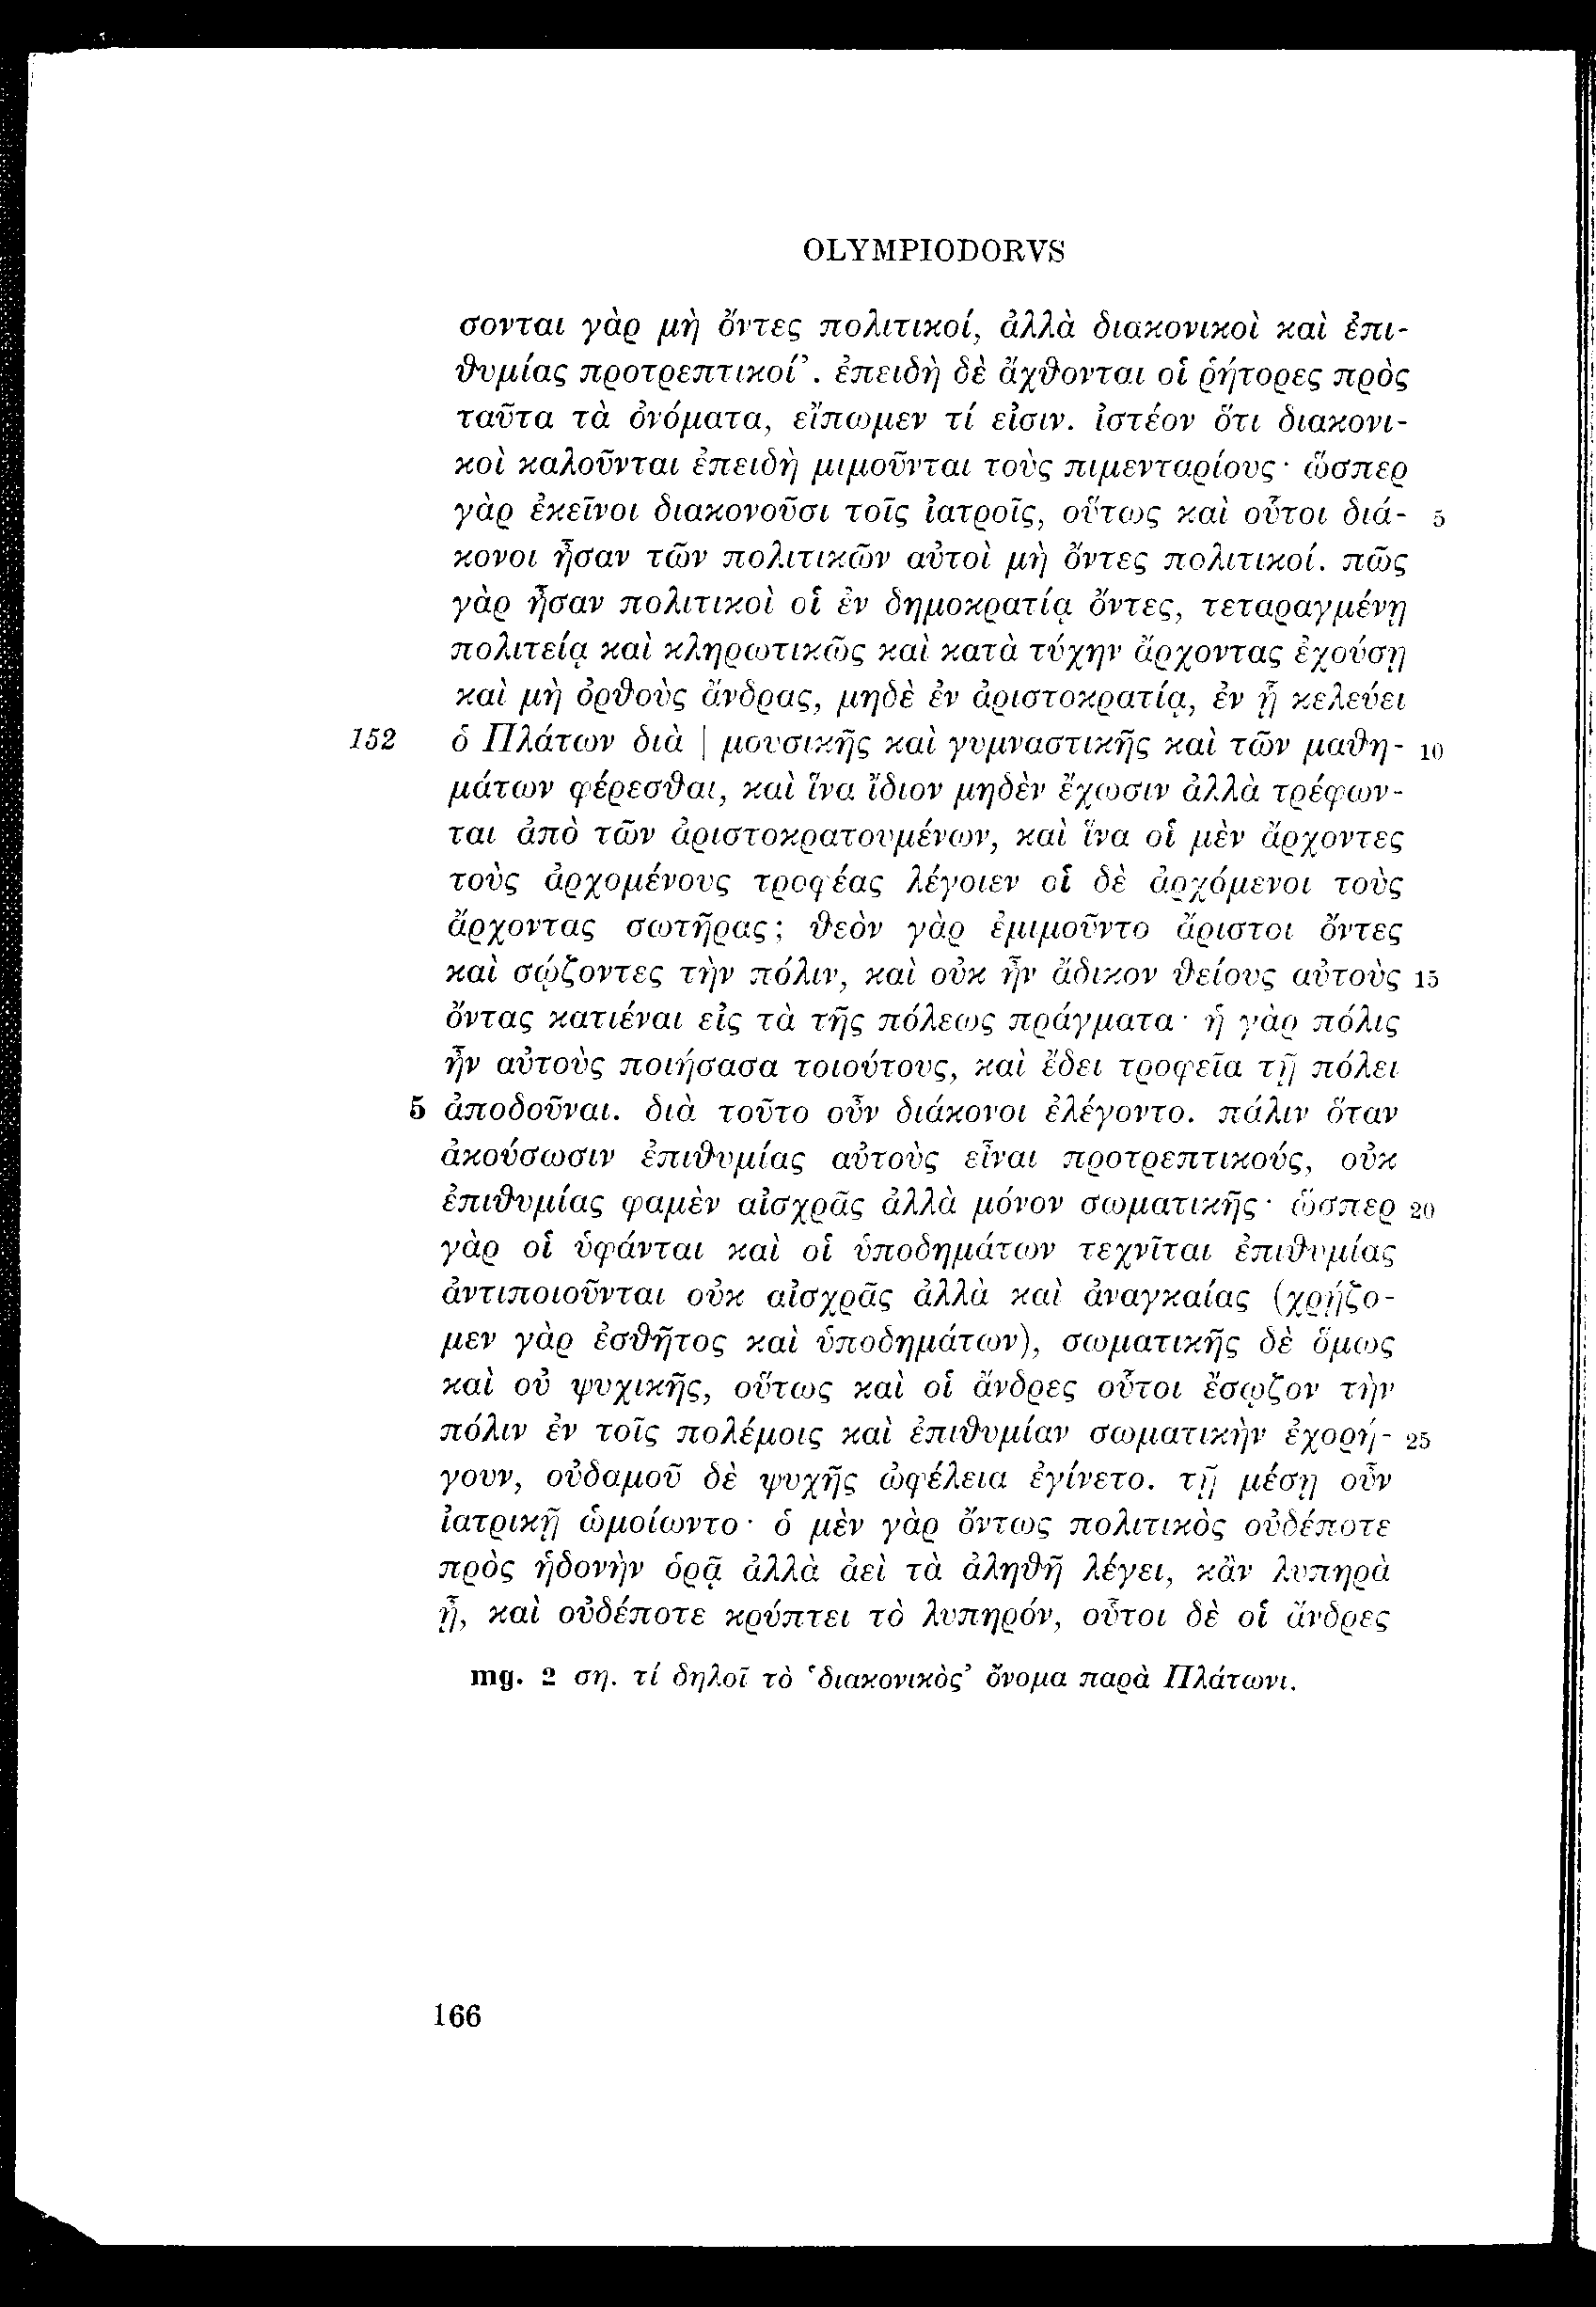 OLYMPIODORVS
σονται γὰρ μὴ ὄντες πολιτικοί, ἀλλὰ διακονικοὶ καὶ ἐπι-
θυμίας προτρεπτικοί’. ἐπειδὴ δὲ ἄχθονται οἱ ῥήτορες πρὸς
ταῦτα τὰ ὀνόματα, εἴπωμεν τί εἰσιν. ἰστέον ὅτι διακονι-
κοὶ καλοῦνται ἐπειδὴ μιμοῦνται τοὺς πιμενταρίους· ὥσπερ
γὰρ ἐκεῖνοι διακονοῦσι τοῖς ἰατροῖς, οὕτως καὶ οὗτοι διά- 5
κονοι ἦσαν τῶν πολιτικῶν αὐτοὶ μὴ ὄντες πολιτικοί. πῶς
γὰρ ἦσαν πολιτικοὶ οἱ ἐν δημοκρατίᾳ ὄντες, τεταραγμένῃ
πολιτείᾳ καὶ κληρωτικῶς καὶ κατὰ τύχην ἄρχοντας ἐχούσῃ
καὶ μὴ ὀρθοὺς ἄνδρας, μηδὲ ἐν ἀριστοκρατίᾳ, ἐν ᾗ κελεύει
152 ὁ Πλάτων διὰ | μουσικῆς καὶ γυμναστικῆς καὶ τῶν μαθη- 10
μάτων φέρεσθαι, καὶ ἵνα ἴδιον μηδὲν ἔχωσιν ἀλλὰ τρέφων-
ται ἀπὸ τῶν ἀριστοκρατουμένων, καὶ ἵνα οἱ μὲν ἄρχοντες
τοὺς ἀρχομένους τροφέας λέγοιεν οἱ δὲ ἀρχόμενοι τοὺς
ἄρχοντας σωτῆρας; θεὸν γὰρ ἐμιμοῦντο ἄριστοι ὄντες
καὶ σῴζοντες τὴν πόλιν, καὶ οὐκ ἦν ἄδικον θείους αὐτοὺς 15
ὄντας κατιέναι εἰς τὰ τῆς πόλεως πράγματα· ἡ γὰρ πόλις
ἦν αὐτοὺς ποιήσασα τοιούτους, καὶ ἔδει τροφεῖα τῇ πόλει
5 ἀποδοῦναι. διὰ τοῦτο οὖν διάκονοι ἐλέγοντο. πάλιν ὅταν
ἀκούσωσιν ἐπιθυμίας αὐτοὺς εἶναι προτρεπτικούς, οὐκ
ἐπιθυμίας φαμὲν αἰσχρᾶς ἀλλὰ μόνον σωματικῆς· ὥσπερ 20
γὰρ οἱ ὑφάνται καὶ οἱ ὑποδημάτων τεχνῖται ἐπιθυμίας
ἀντιποιοῦνται οὐκ αἰσχρᾶς ἀλλὰ καὶ ἀναγκαίας (χρῄζο-
μεν γὰρ ἐσθῆτος καὶ ὑποδημάτων), σωματικῆς δὲ ὅμως
καὶ οὐ ψυχικῆς, οὕτως καὶ οἱ ἄνδρες οὗτοι ἔσῳζον τὴν
πόλιν ἐν τοῖς πολέμοις καὶ ἐπιθυμίαν σωματικὴν ἐχορή- 25
γουν, οὐδαμοῦ δὲ ψυχῆς ὠφέλεια ἐγίνετο. τῇ μέσῃ οὖν
ἰατρικῇ ὡμοίωντο· ὁ μὲν γὰρ ὄντως πολιτικὸς οὐδέποτε
πρὸς ἡδονὴν ὁρᾷ ἀλλὰ ἀεὶ τὰ ἀληθῆ λέγει, κἂν λυπηρὰ
ᾖ, καὶ οὐδέποτε κρύπτει τὸ λυπηρόν, οὗτοι δὲ οἱ ἄνδρες
mg. 2 ση. τί δηλοῖ τὸ ‘διακονικὸς’ ὄνομα παρὰ Πλάτωνι.
166